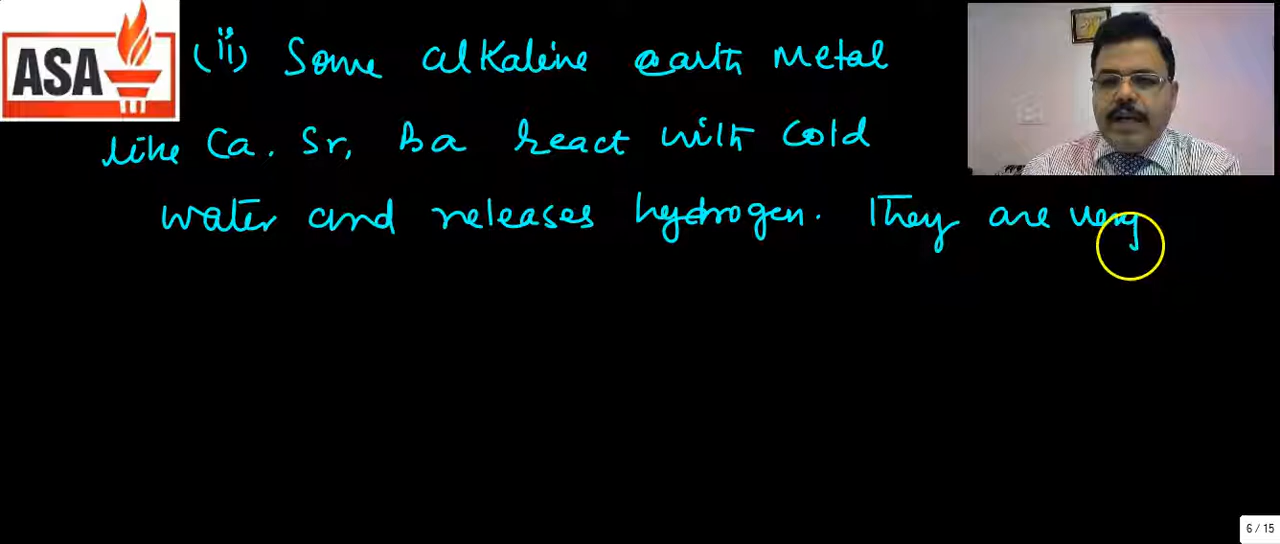 ASA
(ii) Some alkaline earth metal
like Ca. Sr, Ba react with cold
water and releases hydrogen. They are very
6 / 15